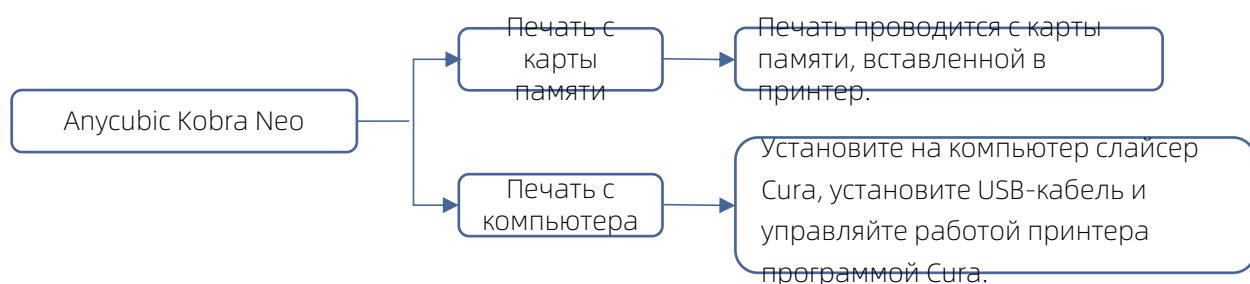 Anycubic Kobra Neo
Печать с
карты
памяти
Печать проводится с карты
памяти, вставленной в
принтер.
Печать с
компьютера
Установите на компьютер слайсер
Cura, установите USB-кабель и
управляйте работой принтера
программой Cura.